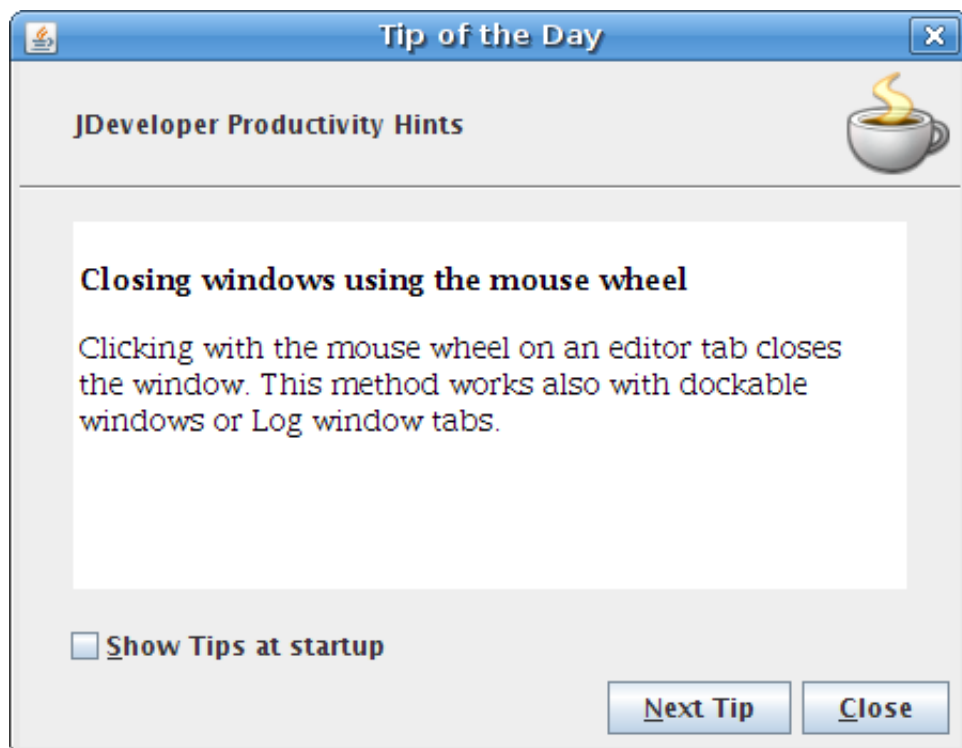 Tip of the Day
JDeveloper Productivity Hints
Closing windows using the mouse wheel
Clicking with the mouse wheel on an editor tab closes
the window. This method works also with dockable
windows or Log window tabs.
Show Tips at startup
Next Tip Close